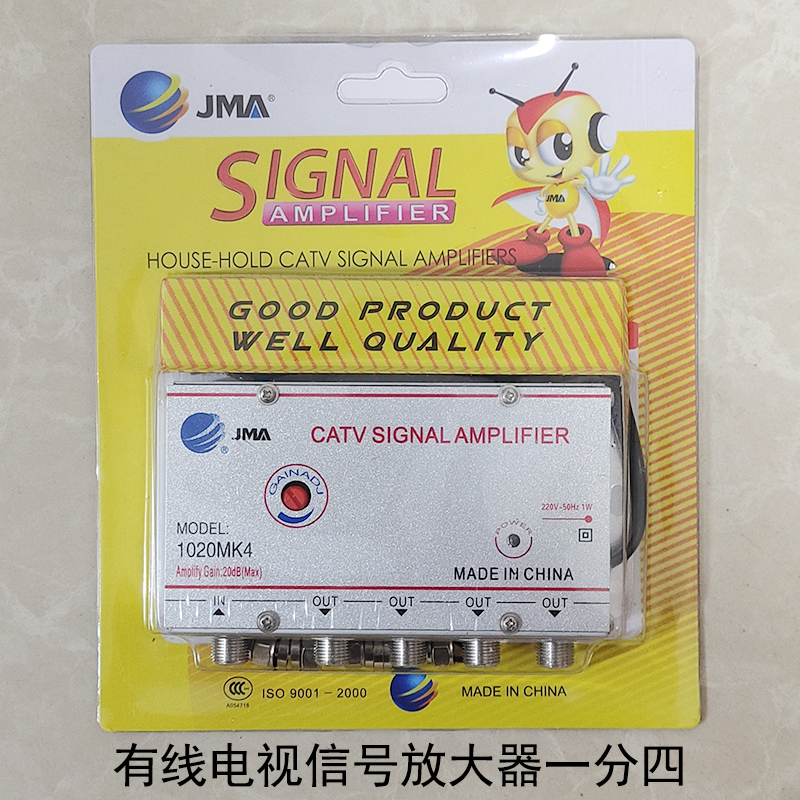 JMA®
SIGNAL
AMPLIFIER
JMA
HOUSE-HOLD CATV SIGNAL AMPLIFIERS
GOOD PRODUCT
WELL QUALITY
® JMA
CATV SIGNAL AMPLIFIER
GAINADJ
MODEL:
1020MK4
Amplify Gain:20dB(Max)
220V~50Hz 1W
POWER
MADE IN CHINA
IN OUT OUT OUT OUT
CCC
A054716
ISO 9001－2000
MADE IN CHINA
有线电视信号放大器一分四